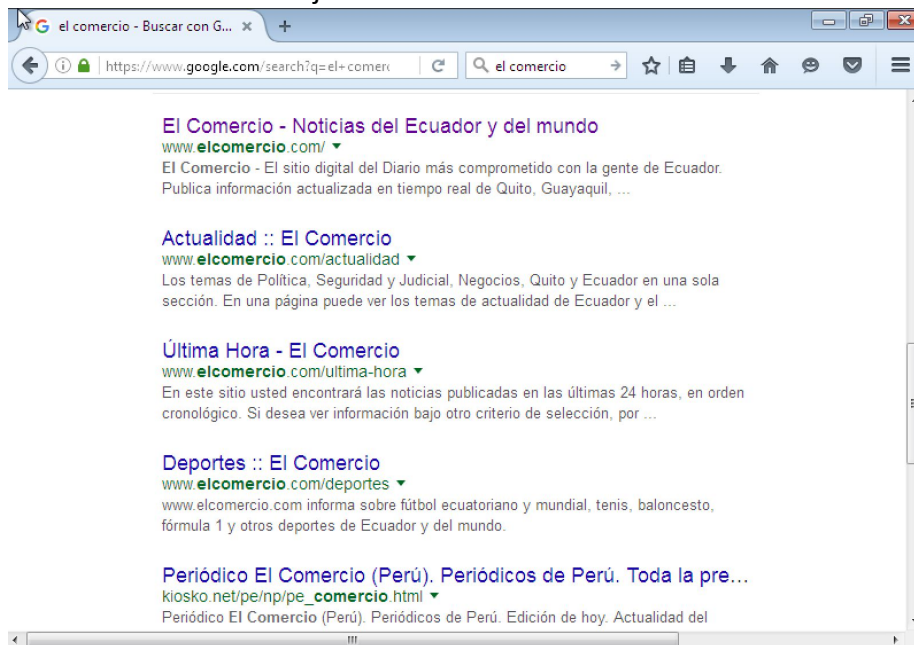 el comercio - Buscar con G...
https://www.google.com/search?q=el+comerc
el comercio
El Comercio - Noticias del Ecuador y del mundo
www.elcomercio.com/
El Comercio - El sitio digital del Diario más comprometido con la gente de Ecuador.
Publica información actualizada en tiempo real de Quito, Guayaquil, ...
Actualidad :: El Comercio
www.elcomercio.com/actualidad
Los temas de Política, Seguridad y Judicial, Negocios, Quito y Ecuador en una sola
sección. En una página puede ver los temas de actualidad de Ecuador y el ...
Última Hora - El Comercio
www.elcomercio.com/ultima-hora
En este sitio usted encontrará las noticias publicadas en las últimas 24 horas, en orden
cronológico. Si desea ver información bajo otro criterio de selección, por ...
Deportes :: El Comercio
www.elcomercio.com/deportes
www.elcomercio.com informa sobre fútbol ecuatoriano y mundial, tenis, baloncesto,
fórmula 1 y otros deportes de Ecuador y del mundo.
Periódico El Comercio (Perú). Periódicos de Perú. Toda la pre...
kiosko.net/pe/np/pe_comercio.html
Periódico El Comercio (Perú). Periódicos de Perú. Edición de hoy. Actualidad del